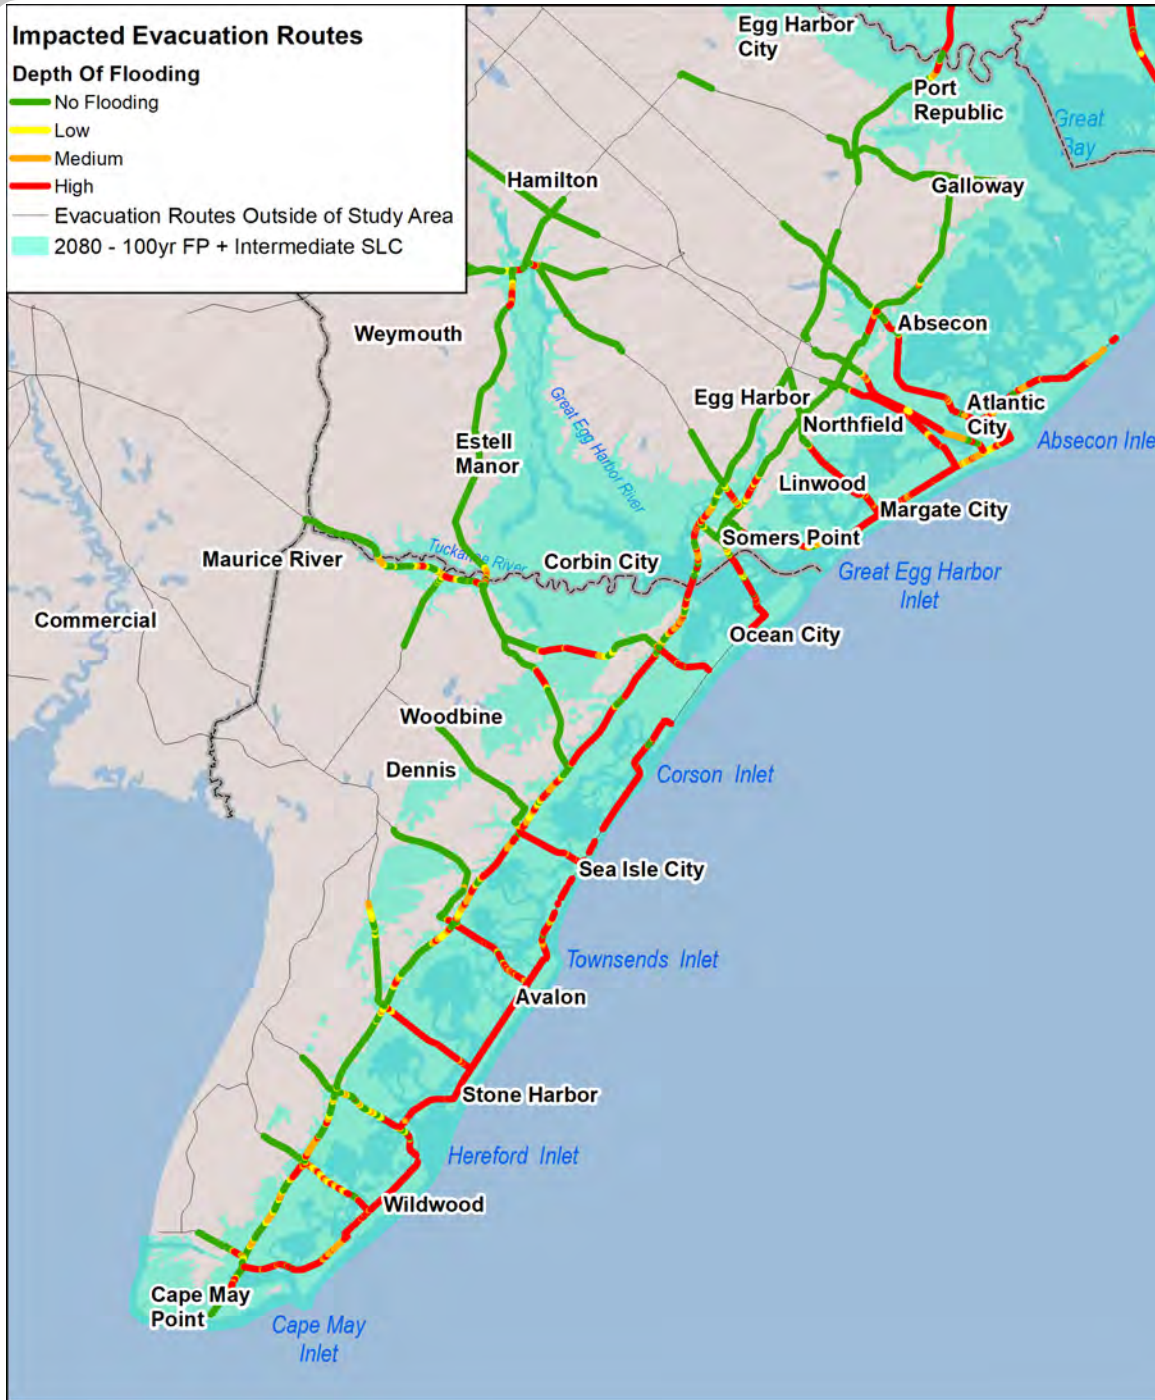 Impacted Evacuation Routes
Depth Of Flooding
No Flooding
Low
Medium
High
Evacuation Routes Outside of Study Area
2080 - 100yr FP + Intermediate SLC
Egg Harbor
City
Port
Republic
Great
Bay
Hamilton
Galloway
Weymouth
Absecon
Egg Harbor
Northfield
Atlantic
City
Absecon Inle
Great Egg Harbor River
Estell
Manor
Linwood
Margate City
Somers Point
Maurice River
Tuckahoe River
Corbin City
Great Egg Harbor
Inlet
Commercial
Ocean City
Woodbine
Dennis
Corson Inlet
Sea Isle City
Townsends Inlet
Avalon
Stone Harbor
Hereford Inlet
Wildwood
Cape May
Point
Cape May
Inlet